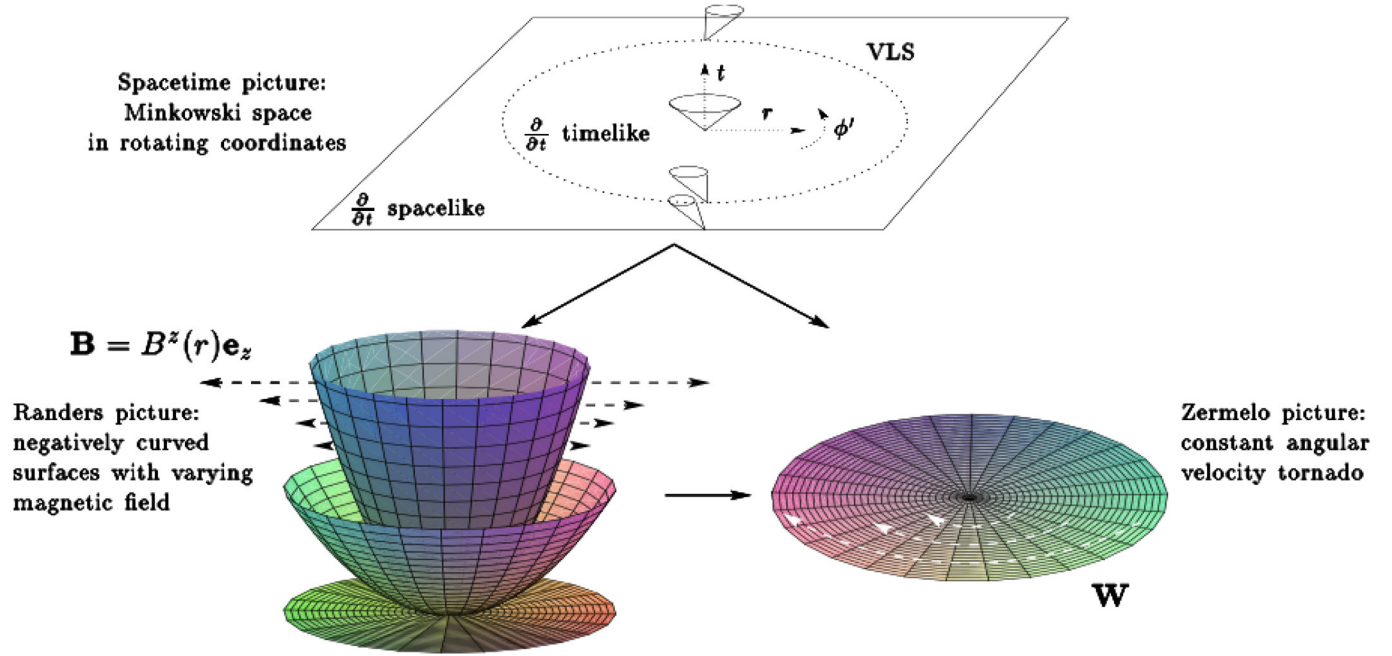 VLS
Spacetime picture:
Minkowski space
in rotating coordinates
t
r
ϕ′
∂/∂t timelike
∂/∂t spacelike
B = Bᶻ(r)e_z
Randers picture:
negatively curved
surfaces with varying
magnetic field
Zermelo picture:
constant angular
velocity tornado
W